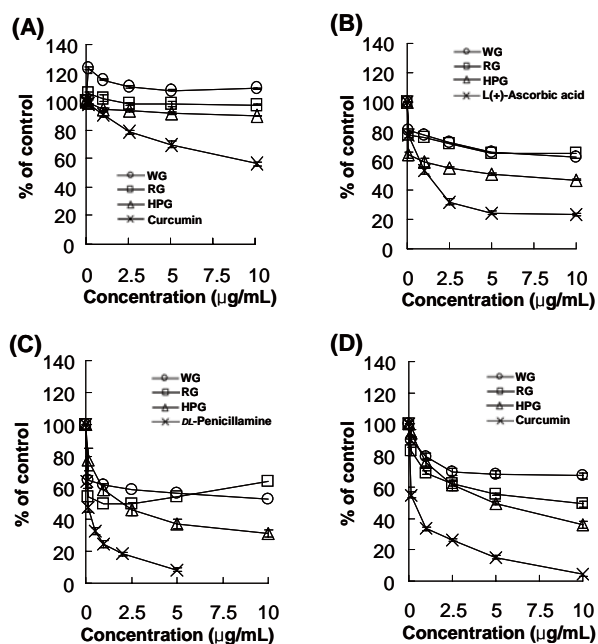 (A)
140
120
100
80
60
40
20
0
% of control
WG
RG
HPG
Curcumin
0 2.5 5 7.5 10
Concentration (μg/mL)
(B)
140
120
100
80
60
40
20
0
% of control
WG
RG
HPG
L(+)-Ascorbic acid
0 2.5 5 7.5 10
Concentration (μg/mL)
(C)
140
120
100
80
60
40
20
0
% of control
WG
RG
HPG
DL-Penicillamine
0 2.5 5 7.5 10
Concentration (μg/mL)
(D)
140
120
100
80
60
40
20
0
% of control
WG
RG
HPG
Curcumin
0 2.5 5 7.5 10
Concentration (μg/mL)